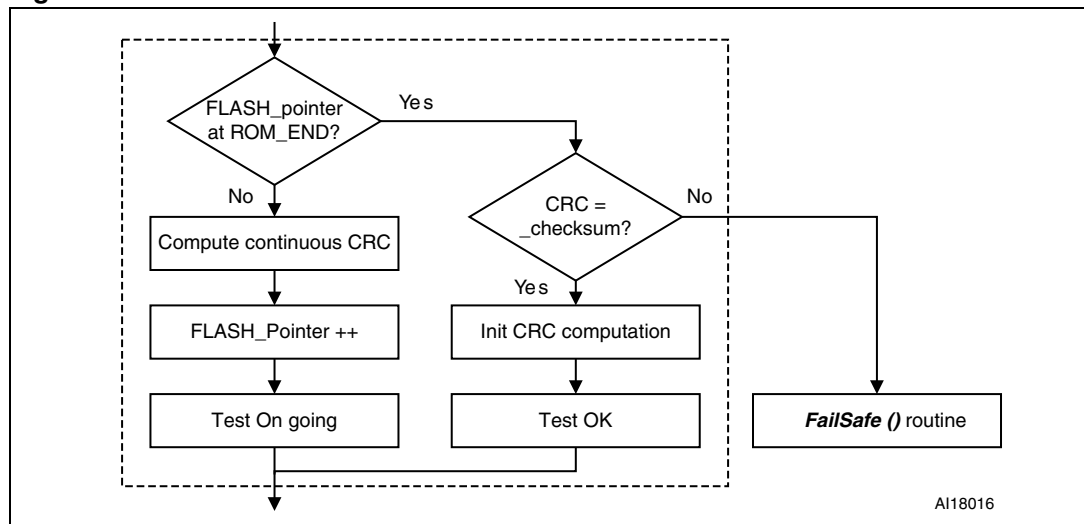 FLASH_pointer
at ROM_END?
Yes
No
Compute continuous CRC
FLASH_Pointer ++
Test On going
CRC =
_checksum?
No
Yes
Init CRC computation
Test OK
FailSafe () routine
AI18016